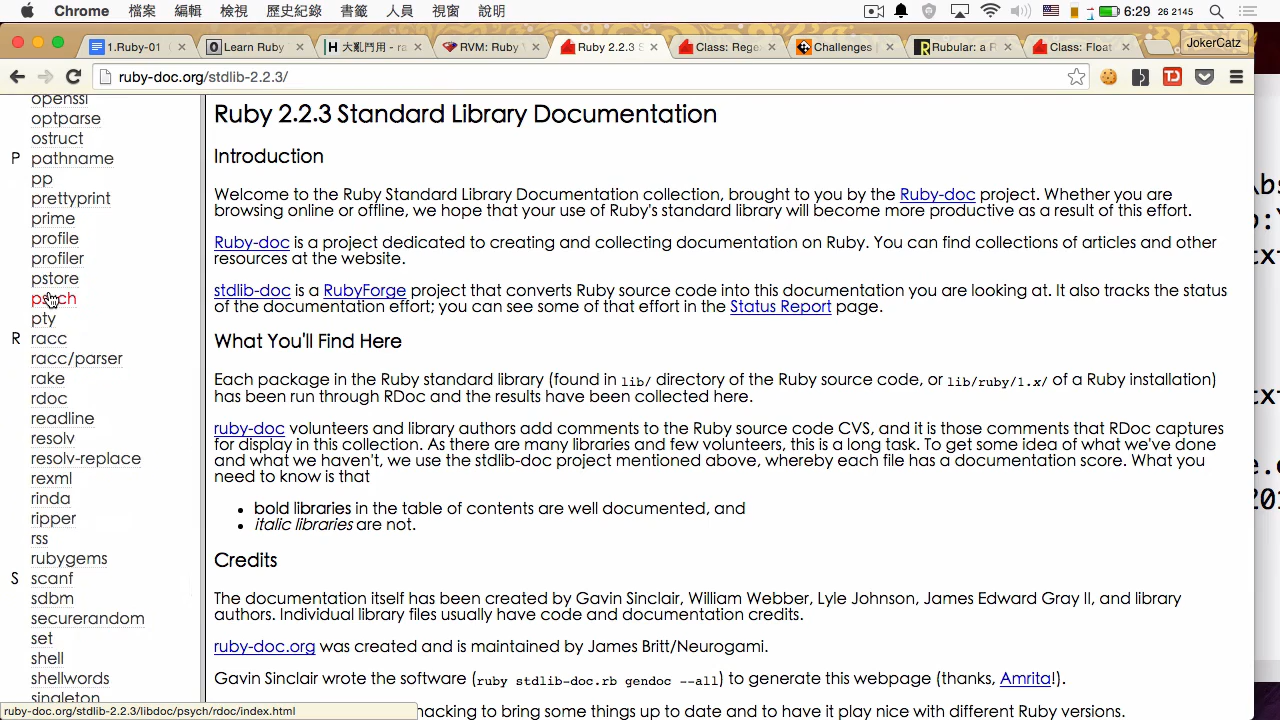 Chrome 檔案 編輯 檢視 歷史紀錄 書籤 人員 視窗 說明 6:29 26 2145
1.Ruby-01 Learn Ruby 大亂鬥用 - ra RVM: Ruby Ruby 2.2.3 S Class: Rege Challenges | Rubular: a R Class: Float JokerCatz
ruby-doc.org/stdlib-2.2.3/
openssl
optparse
ostruct
P pathname
pp
prettyprint
prime
profile
profiler
pstore
psych
pty
R racc
racc/parser
rake
rdoc
readline
resolv
resolv-replace
rexml
rinda
ripper
rss
rubygems
S scanf
sdbm
securerandom
set
shell
shellwords
singleton
ruby-doc.org/stdlib-2.2.3/libdoc/psych/rdoc/index.html
Ruby 2.2.3 Standard Library Documentation
Introduction
Welcome to the Ruby Standard Library Documentation collection, brought to you by the Ruby-doc project. Whether you are
browsing online or offline, we hope that your use of Ruby's standard library will become more productive as a result of this effort.
Ruby-doc is a project dedicated to creating and collecting documentation on Ruby. You can find collections of articles and other
resources at the website.
stdlib-doc is a RubyForge project that converts Ruby source code into this documentation you are looking at. It also tracks the status
of the documentation effort; you can see some of that effort in the Status Report page.
What You'll Find Here
Each package in the Ruby standard library (found in lib/ directory of the Ruby source code, or lib/ruby/1.x/ of a Ruby installation)
has been run through RDoc and the results have been collected here.
ruby-doc volunteers and library authors add comments to the Ruby source code CVS, and it is those comments that RDoc captures
for display in this collection. As there are many libraries and few volunteers, this is a long task. To get some idea of what we've done
and what we haven't, we use the stdlib-doc project mentioned above, whereby each file has a documentation score. What you
need to know is that
• bold libraries in the table of contents are well documented, and
• italic libraries are not.
Credits
The documentation itself has been created by Gavin Sinclair, William Webber, Lyle Johnson, James Edward Gray II, and library
authors. Individual library files usually have code and documentation credits.
ruby-doc.org was created and is maintained by James Britt/Neurogami.
Gavin Sinclair wrote the software (ruby stdlib-doc.rb gendoc --all) to generate this webpage (thanks, Amrita!).
hacking to bring some things up to date and to have it play nice with different Ruby versions.